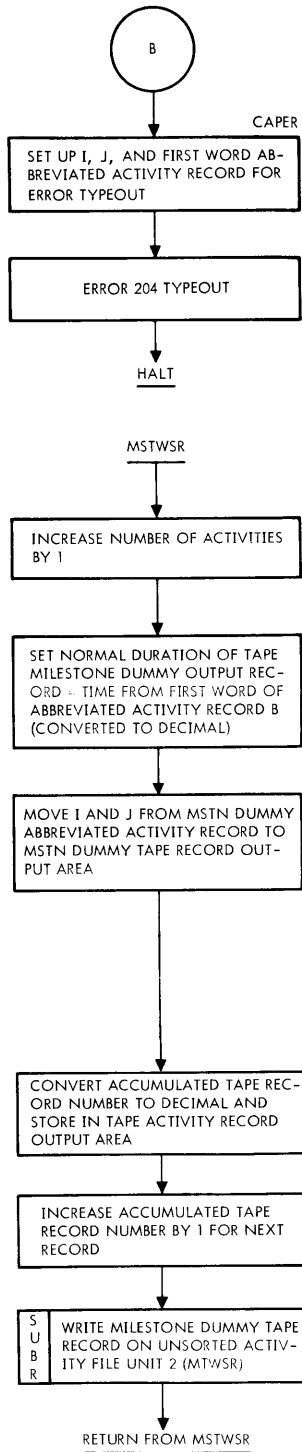 B
CAPER
SET UP I, J, AND FIRST WORD AB-
BREVIATED ACTIVITY RECORD FOR
ERROR TYPEOUT
ERROR 204 TYPEOUT
HALT
MSTWSR
INCREASE NUMBER OF ACTIVITIES
BY 1
SET NORMAL DURATION OF TAPE
MILESTONE DUMMY OUTPUT REC-
ORD = TIME FROM FIRST WORD OF
ABBREVIATED ACTIVITY RECORD B
(CONVERTED TO DECIMAL)
MOVE I AND J FROM MSTN DUMMY
ABBREVIATED ACTIVITY RECORD TO
MSTN DUMMY TAPE RECORD OUT-
PUT AREA
CONVERT ACCUMULATED TAPE REC-
ORD NUMBER TO DECIMAL AND
STORE IN TAPE ACTIVITY RECORD
OUTPUT AREA
INCREASE ACCUMULATED TAPE
RECORD NUMBER BY 1 FOR NEXT
RECORD
SUBR
WRITE MILESTONE DUMMY TAPE
RECORD ON UNSORTED ACTIV-
ITY FILE UNIT 2 (MTWSR)
RETURN FROM MSTWSR